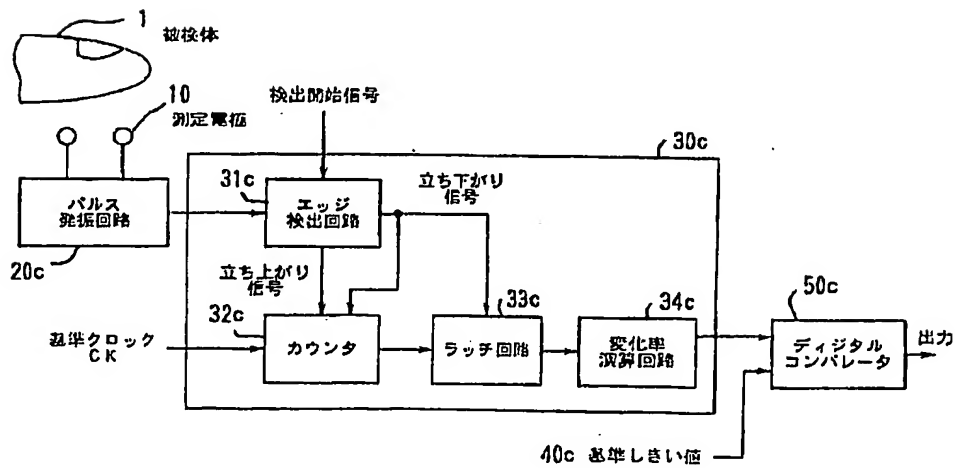 1
被検体
10
測定電極
検出開始信号
30c
31c
立ち下がり
信号
パルス
発振回路
エッジ
検出回路
20c
立ち上がり
信号
32c
33c
34c
50c
基準クロック
CK
カウンタ
ラッチ回路
変化率
演算回路
ディジタル
コンパレータ
出力
40c 基準しきい値